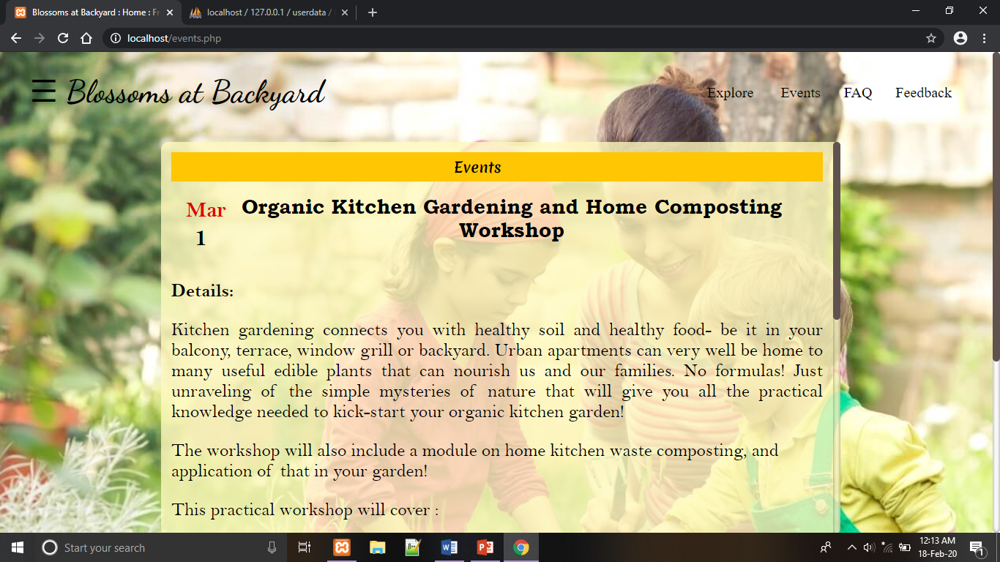 Blossoms at Backyard : Home : Fr
localhost / 127.0.0.1 / userdata /
localhost/events.php
Blossoms at Backyard
Explore Events FAQ Feedback
Events
Mar
1
Organic Kitchen Gardening and Home Composting
Workshop
Details:
Kitchen gardening connects you with healthy soil and healthy food- be it in your
balcony, terrace, window grill or backyard. Urban apartments can very well be home to
many useful edible plants that can nourish us and our families. No formulas! Just
unraveling of the simple mysteries of nature that will give you all the practical
knowledge needed to kick-start your organic kitchen garden!
The workshop will also include a module on home kitchen waste composting, and
application of that in your garden!
This practical workshop will cover :
Start your search
12:13 AM
18-Feb-20
1